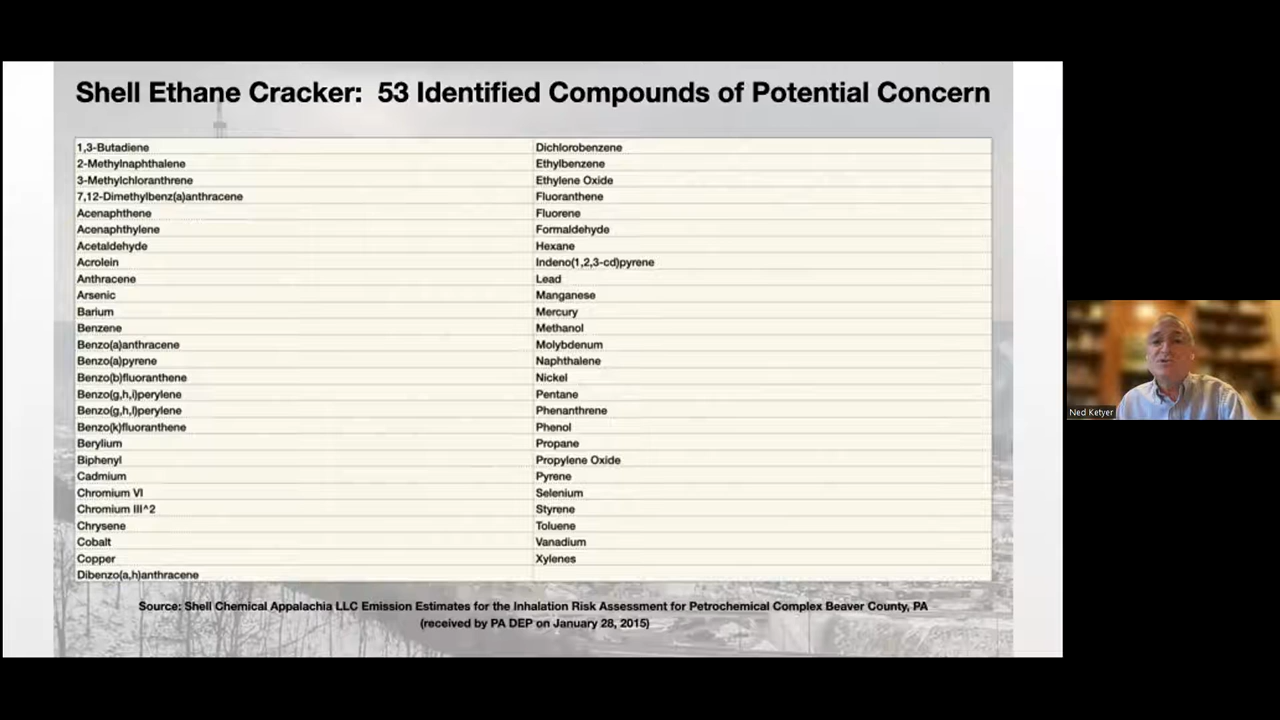 Shell Ethane Cracker: 53 Identified Compounds of Potential Concern
1,3-Butadiene
2-Methylnaphthalene
3-Methylchloranthrene
7,12-Dimethylbenz(a)anthracene
Acenaphthene
Acenaphthylene
Acetaldehyde
Acrolein
Anthracene
Arsenic
Barium
Benzene
Benzo(a)anthracene
Benzo(a)pyrene
Benzo(b)fluoranthene
Benzo(g,h,i)perylene
Benzo(g,h,l)perylene
Benzo(k)fluoranthene
Berylium
Biphenyl
Cadmium
Chromium VI
Chromium III^2
Chrysene
Cobalt
Copper
Dibenzo(a,h)anthracene
Dichlorobenzene
Ethylbenzene
Ethylene Oxide
Fluoranthene
Fluorene
Formaldehyde
Hexane
Indeno(1,2,3-cd)pyrene
Lead
Manganese
Mercury
Methanol
Molybdenum
Naphthalene
Nickel
Pentane
Phenanthrene
Phenol
Propane
Propylene Oxide
Pyrene
Selenium
Styrene
Toluene
Vanadium
Xylenes
Source: Shell Chemical Appalachia LLC Emission Estimates for the Inhalation Risk Assessment for Petrochemical Complex Beaver County, PA
(received by PA DEP on January 28, 2015)
Ned Ketyer